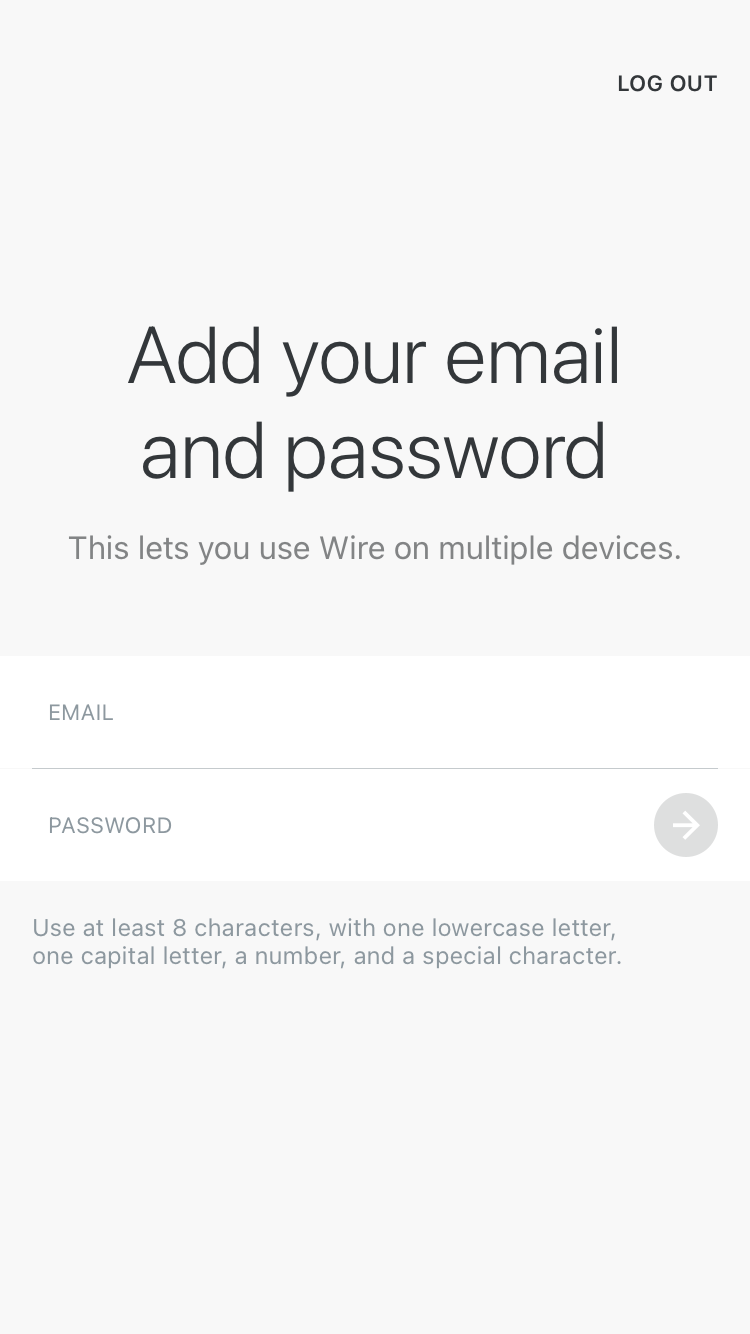 LOG OUT
Add your email
and password
This lets you use Wire on multiple devices.
EMAIL
PASSWORD
Use at least 8 characters, with one lowercase letter,
one capital letter, a number, and a special character.